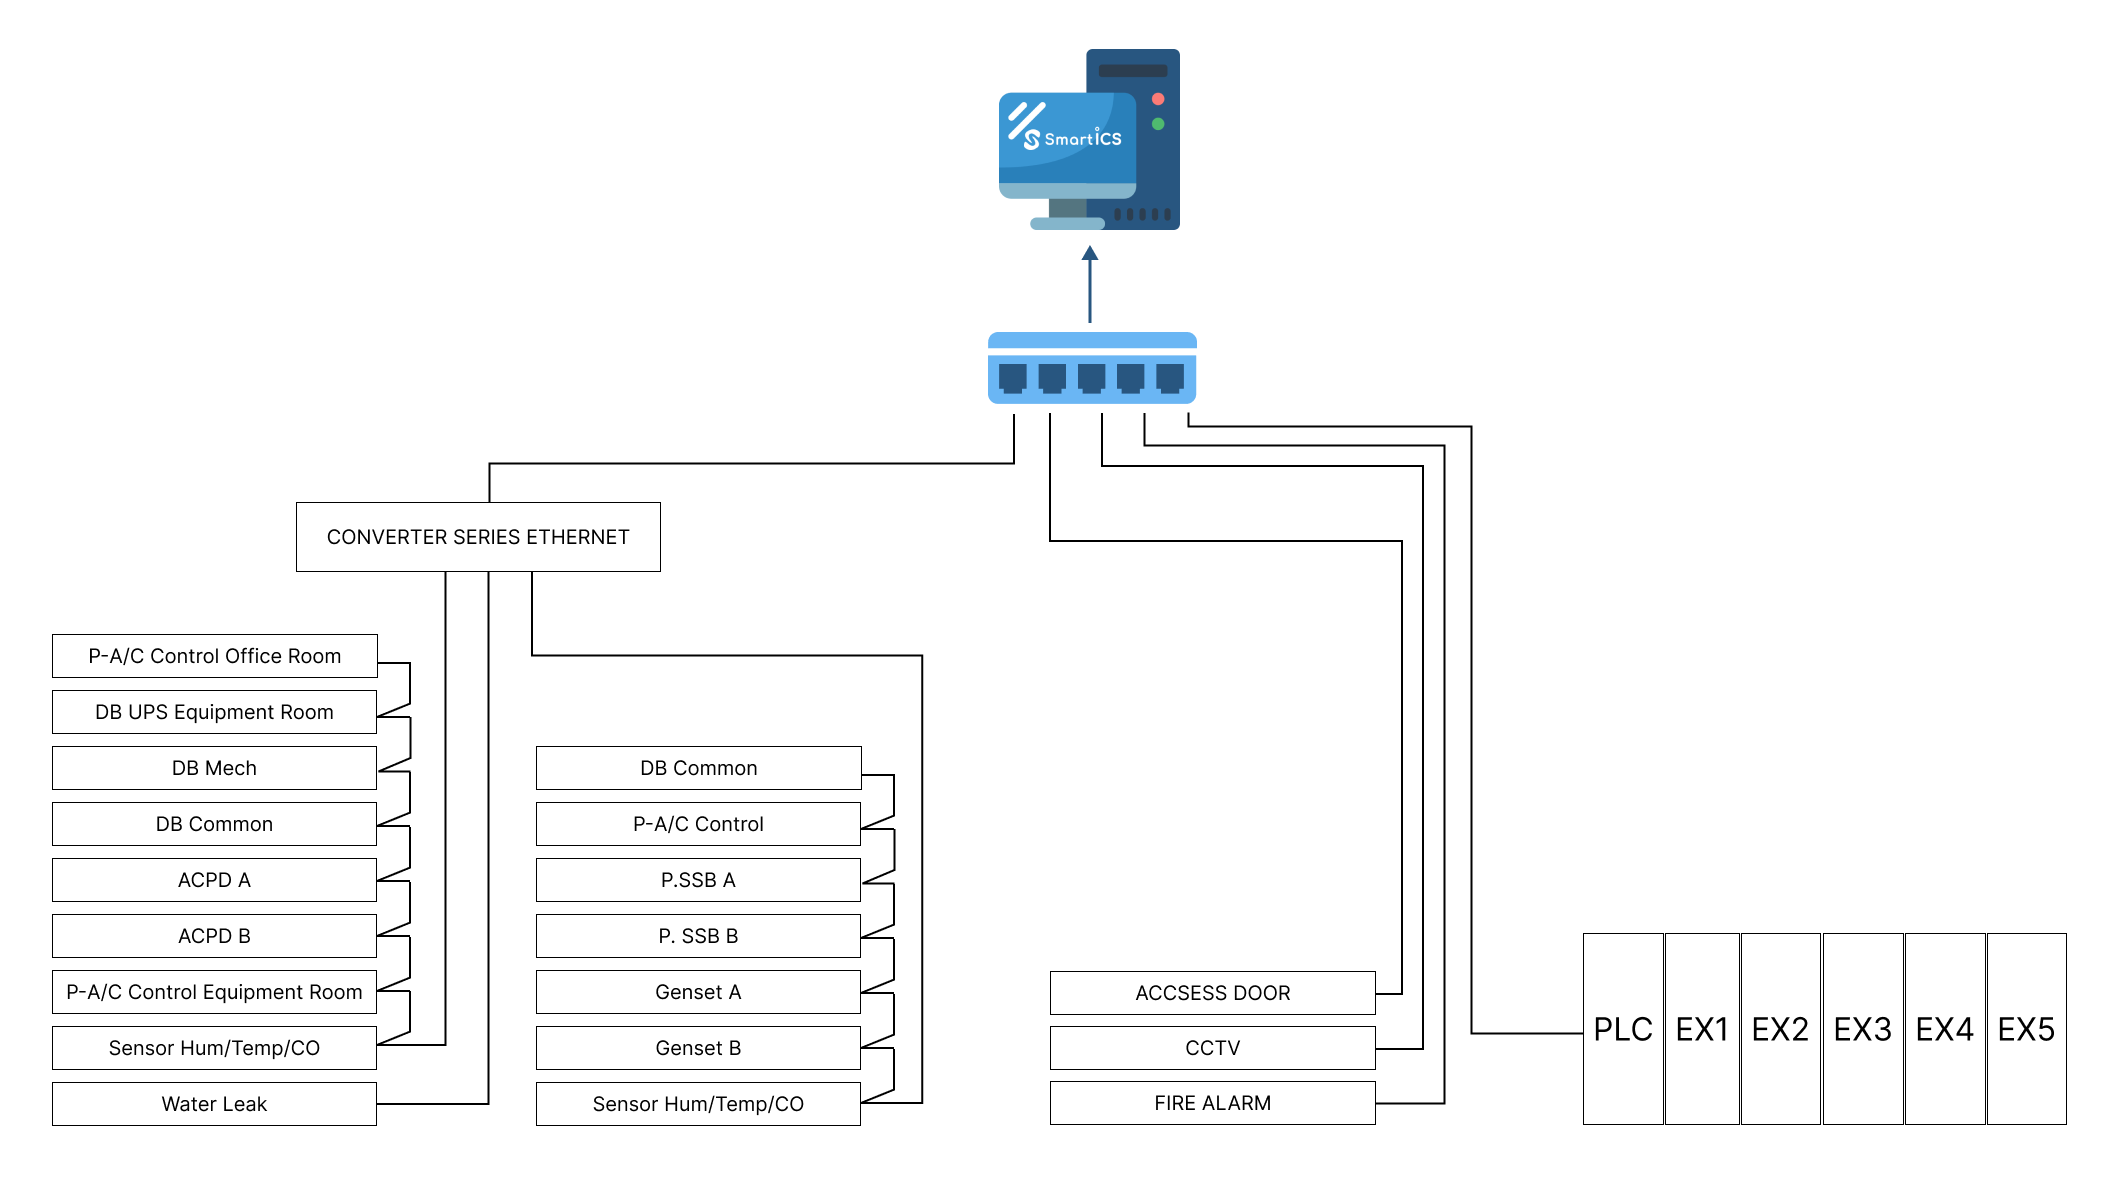 SmartICS
CONVERTER SERIES ETHERNET
P-A/C Control Office Room
DB UPS Equipment Room
DB Mech
DB Common
ACPD A
ACPD B
P-A/C Control Equipment Room
Sensor Hum/Temp/CO
Water Leak
DB Common
P-A/C Control
P.SSB A
P. SSB B
Genset A
Genset B
Sensor Hum/Temp/CO
ACCSESS DOOR
CCTV
FIRE ALARM
PLC EX1 EX2 EX3 EX4 EX5